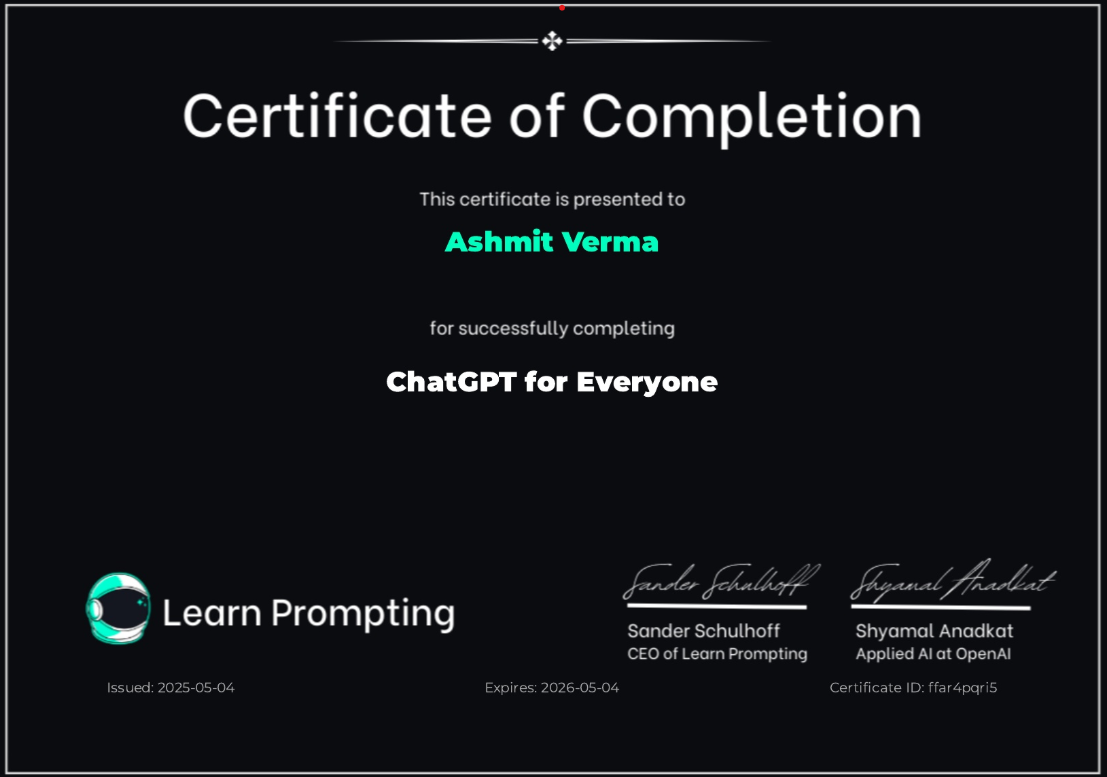 Certificate of Completion
This certificate is presented to
Ashmit Verma
for successfully completing
ChatGPT for Everyone
Learn Prompting
Sander Schulhoff
Sander Schulhoff
CEO of Learn Prompting
Shyamal Anadkat
Shyamal Anadkat
Applied AI at OpenAI
Issued: 2025-05-04
Expires: 2026-05-04
Certificate ID: ffar4pqri5